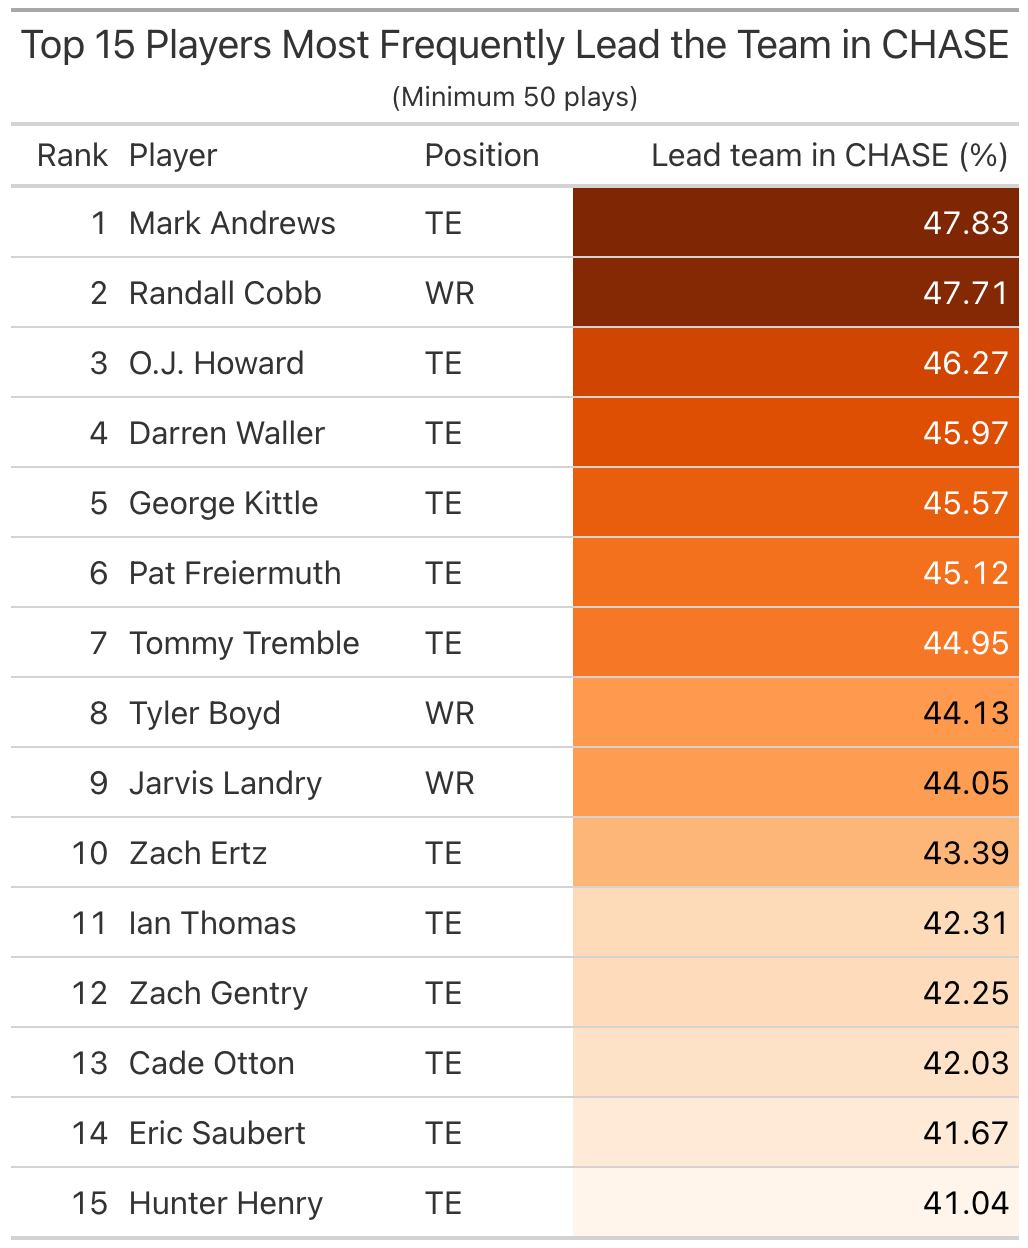 Top 15 Players Most Frequently Lead the Team in CHASE
(Minimum 50 plays)
Rank Player Position Lead team in CHASE (%)
1 Mark Andrews TE 47.83
2 Randall Cobb WR 47.71
3 O.J. Howard TE 46.27
4 Darren Waller TE 45.97
5 George Kittle TE 45.57
6 Pat Freiermuth TE 45.12
7 Tommy Tremble TE 44.95
8 Tyler Boyd WR 44.13
9 Jarvis Landry WR 44.05
10 Zach Ertz TE 43.39
11 Ian Thomas TE 42.31
12 Zach Gentry TE 42.25
13 Cade Otton TE 42.03
14 Eric Saubert TE 41.67
15 Hunter Henry TE 41.04